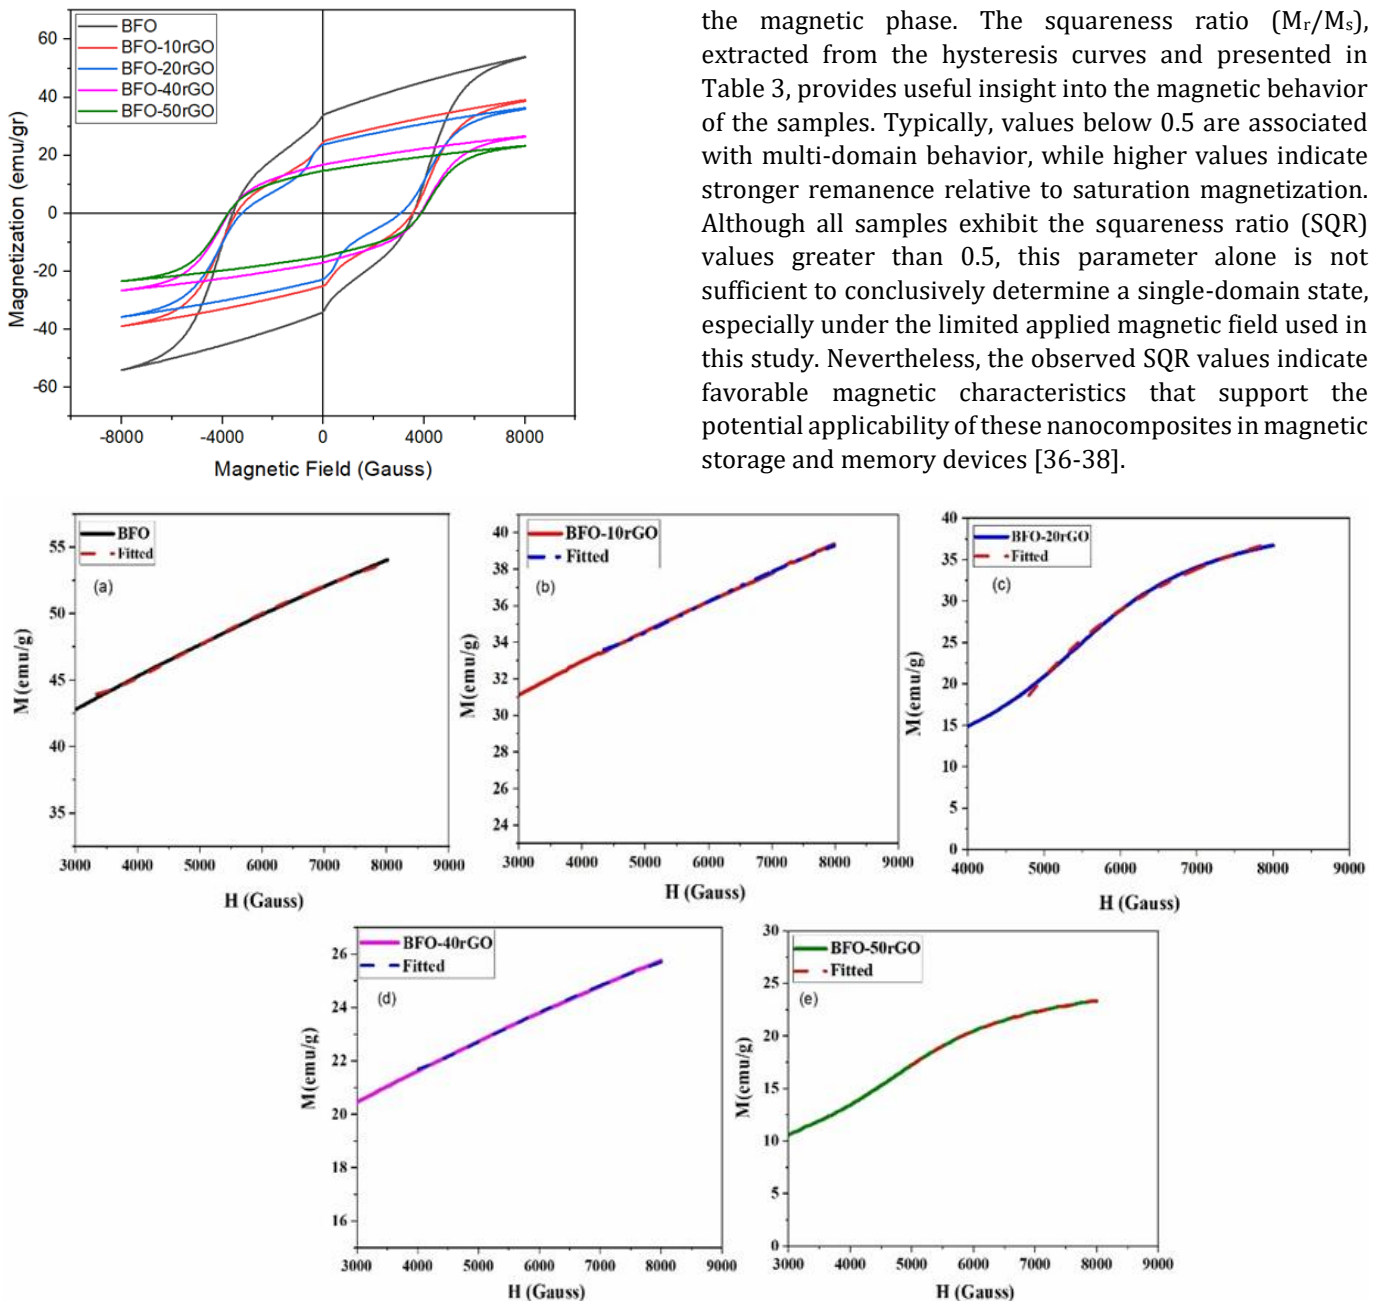 BFO
BFO-10rGO
BFO-20rGO
BFO-40rGO
BFO-50rGO
60
40
20
0
-20
-40
-60
Magnetization (emu/gr)
-8000 -4000 0 4000 8000
Magnetic Field (Gauss)
the magnetic phase. The squareness ratio (Mr/Ms),
extracted from the hysteresis curves and presented in
Table 3, provides useful insight into the magnetic behavior
of the samples. Typically, values below 0.5 are associated
with multi-domain behavior, while higher values indicate
stronger remanence relative to saturation magnetization.
Although all samples exhibit the squareness ratio (SQR)
values greater than 0.5, this parameter alone is not
sufficient to conclusively determine a single-domain state,
especially under the limited applied magnetic field used in
this study. Nevertheless, the observed SQR values indicate
favorable magnetic characteristics that support the
potential applicability of these nanocomposites in magnetic
storage and memory devices [36-38].
BFO
Fitted
(a)
55
50
45
40
35
M(emu/g)
3000 4000 5000 6000 7000 8000 9000
H (Gauss)
BFO-10rGO
Fitted
(b)
40
38
36
34
32
30
28
26
24
M(emu/g)
3000 4000 5000 6000 7000 8000 9000
H (Gauss)
BFO-20rGO
Fitted
(c)
40
35
30
25
20
15
10
5
0
M(emu/g)
4000 5000 6000 7000 8000 9000
H (Gauss)
BFO-40rGO
Fitted
(d)
26
24
22
20
18
16
M(emu/g)
3000 4000 5000 6000 7000 8000 9000
H (Gauss)
BFO-50rGO
Fitted
(e)
30
25
20
15
10
5
0
M(emu/g)
3000 4000 5000 6000 7000 8000 9000
H (Gauss)